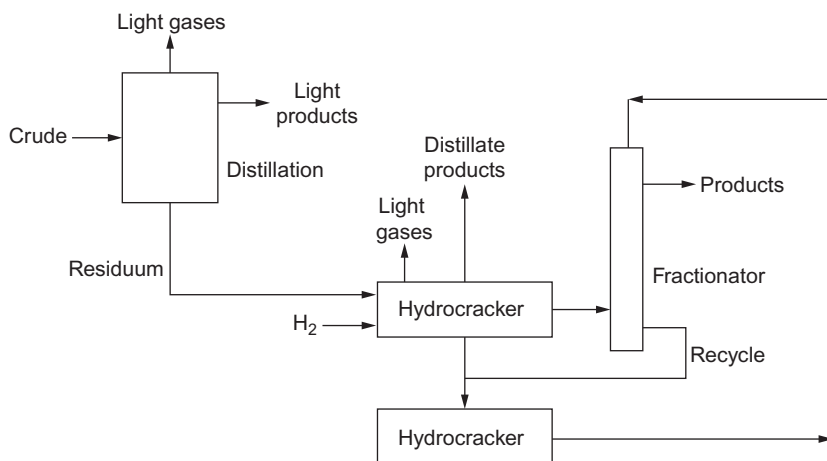 Light gases
Light
products
Crude
Distillation
Distillate
products
Products
Light
gases
Residuum
Fractionator
Hydrocracker
H₂
Recycle
Hydrocracker